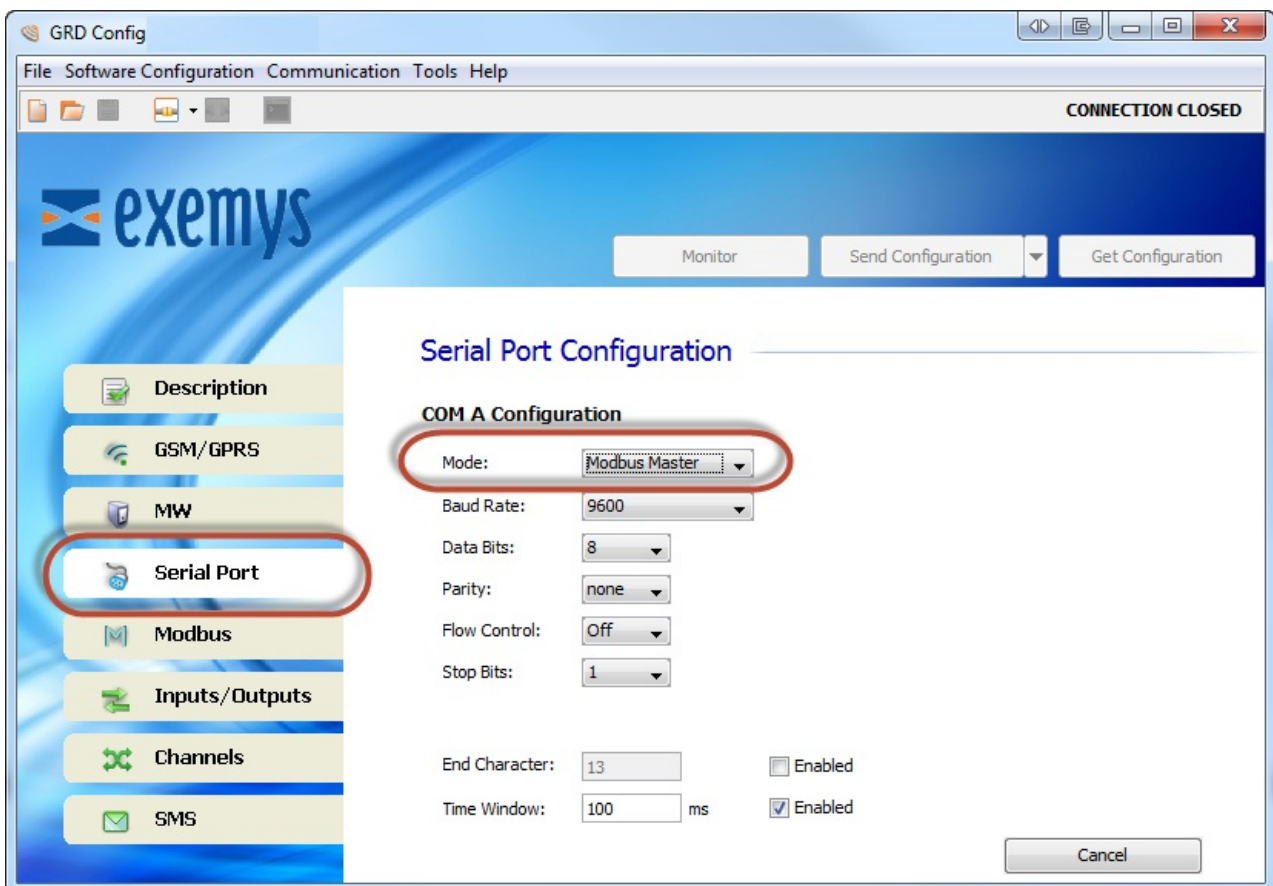 GRD Config
File Software Configuration Communication Tools Help
CONNECTION CLOSED
exemys
Monitor Send Configuration Get Configuration
Description
GSM/GPRS
MW
Serial Port
Modbus
Inputs/Outputs
Channels
SMS
Serial Port Configuration
COM A Configuration
Mode: Modbus Master
Baud Rate: 9600
Data Bits: 8
Parity: none
Flow Control: Off
Stop Bits: 1
End Character: 13 Enabled
Time Window: 100 ms Enabled
Cancel